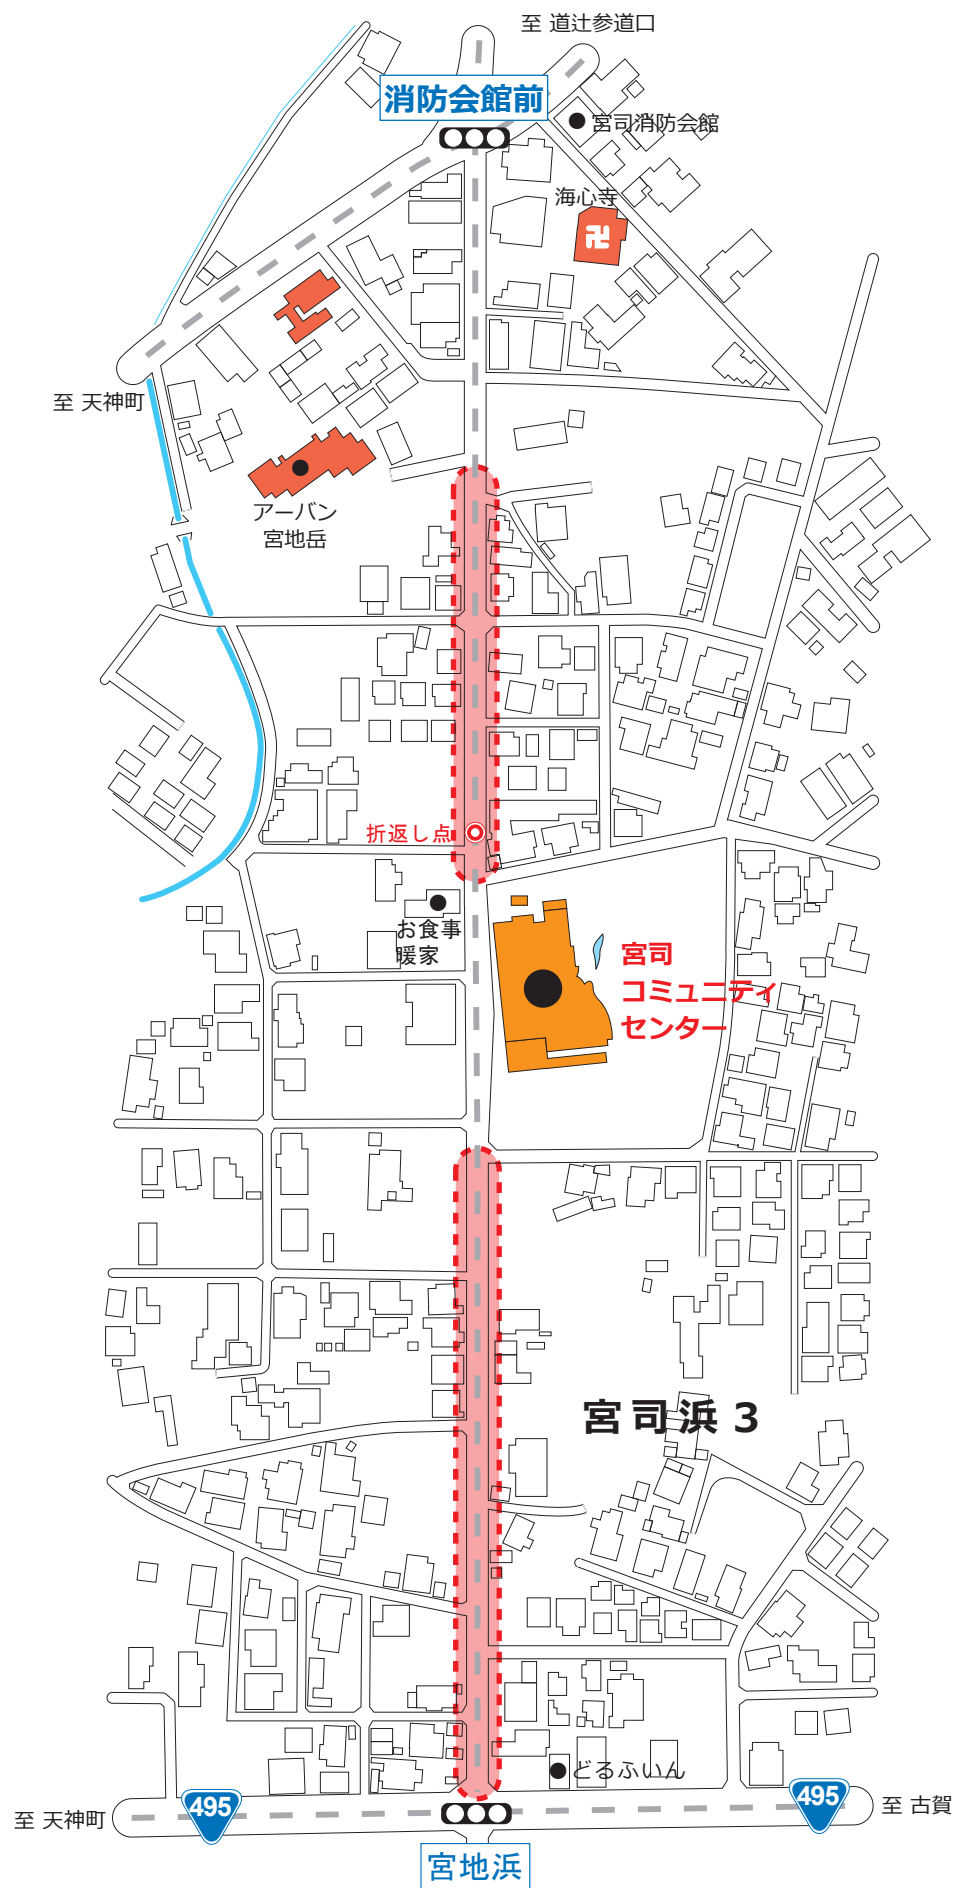 至 道辻参道口
消防会館前
宮司消防会館
海心寺
卍
至 天神町
アーバン
宮地岳
折返し点
お食事
暖家
宮司
コミュニティ
センター
宮司浜 3
どるふいん
495
495
至 天神町
至 古賀
宮地浜